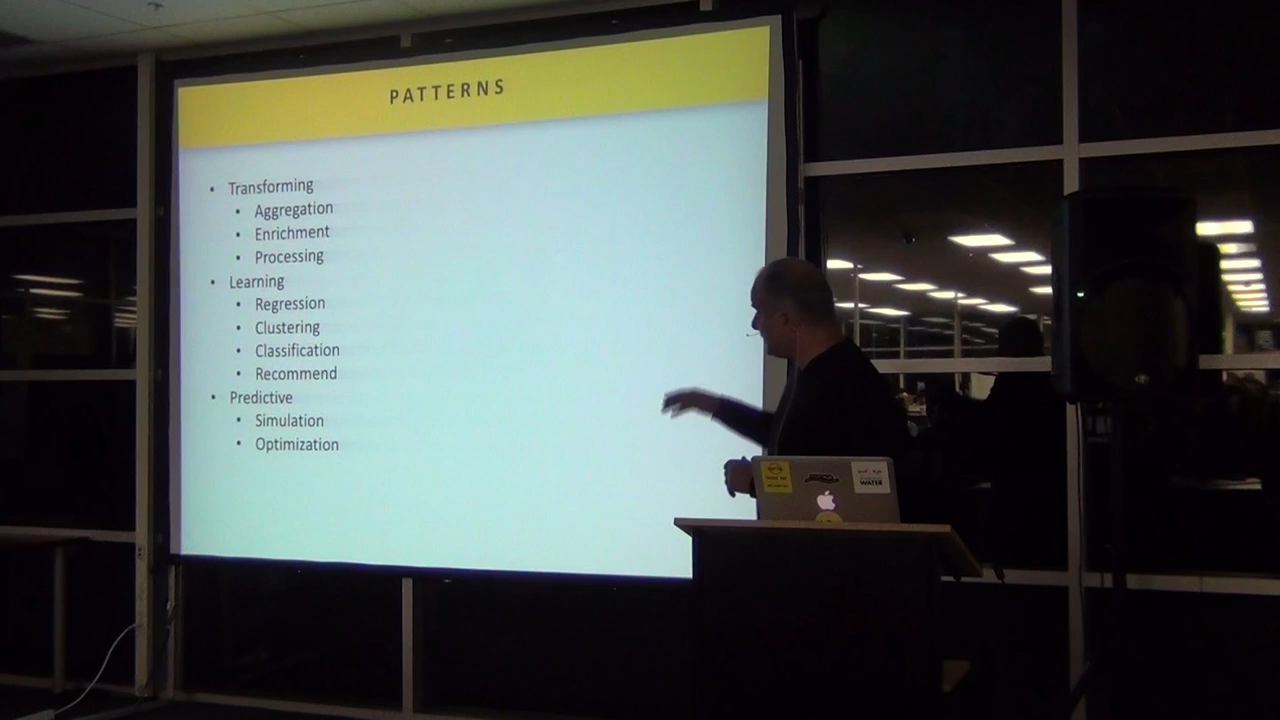 PATTERNS
• Transforming
• Aggregation
• Enrichment
• Processing
• Learning
• Regression
• Clustering
• Classification
• Recommend
• Predictive
• Simulation
• Optimization
WATER